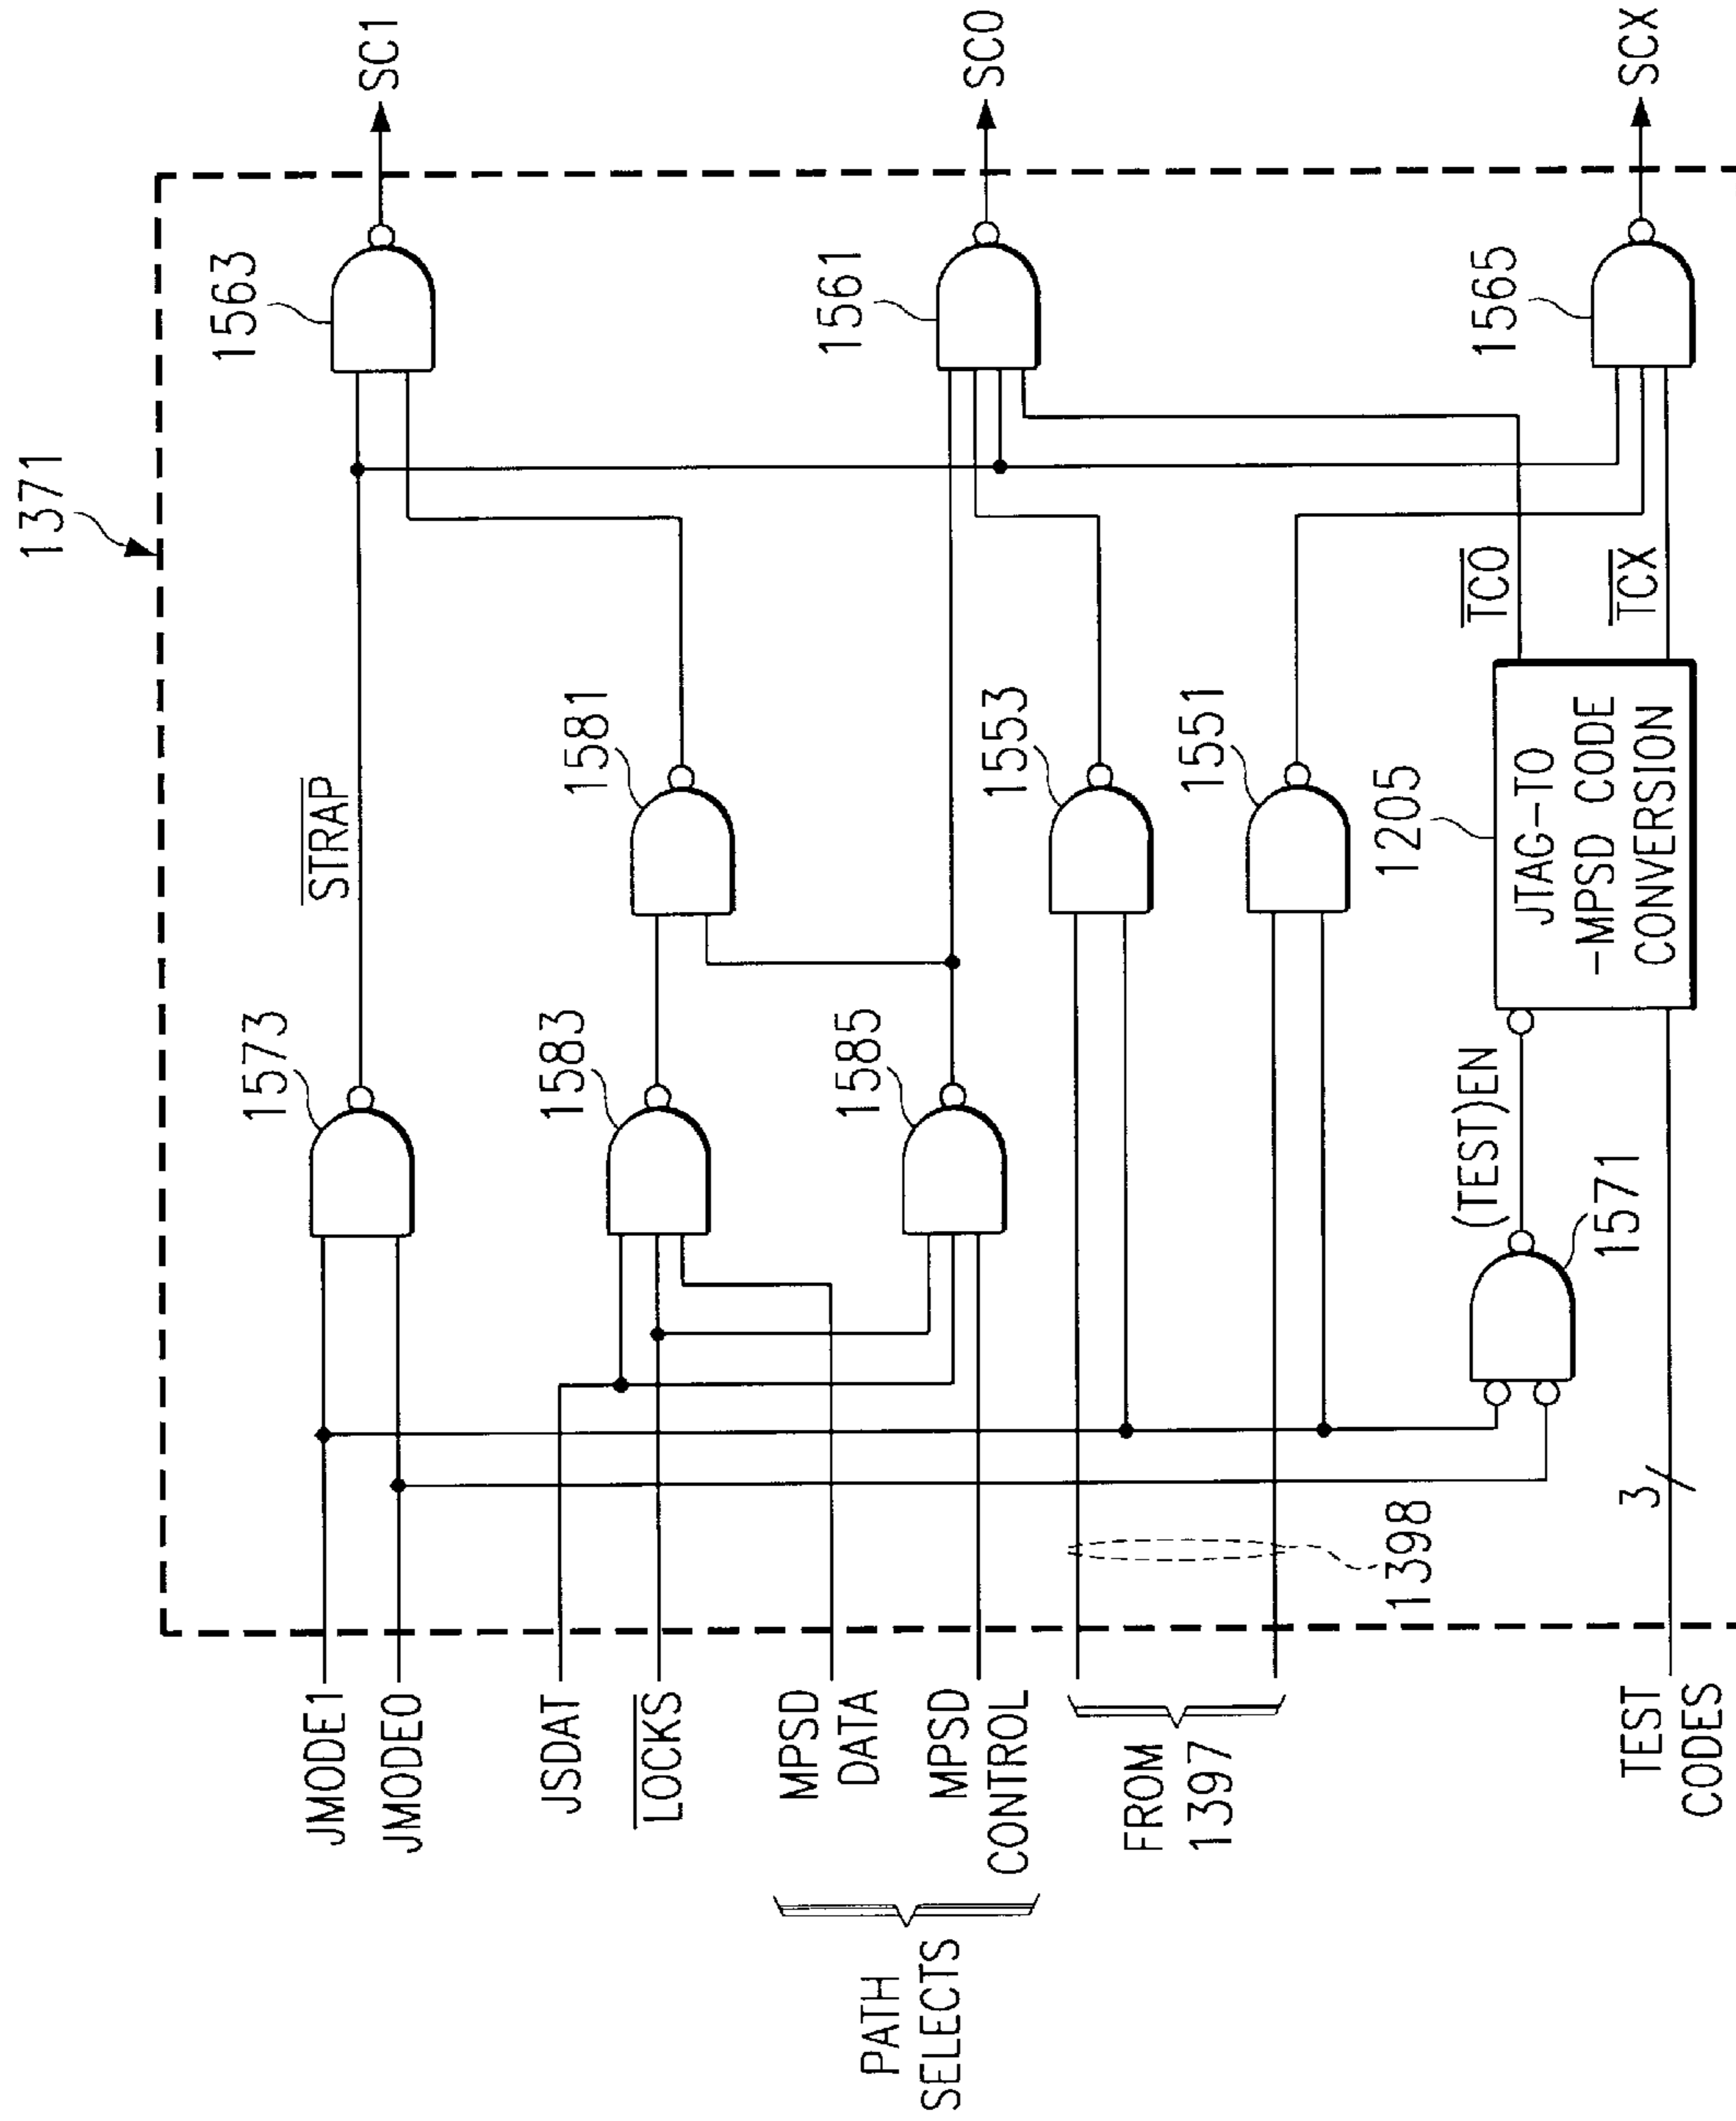 1371
JMODE1
JMODE0
JSDAT
LOCKS
PATH
SELECTS
MPSD
DATA
MPSD
CONTROL
FROM
1397
TEST
CODES
1573
STRAP
1563
SC1
1583
1581
1585
1561
SC0
1553
1551
1398
3
1571
(TEST)EN
1205
JTAG-TO
-MPSD CODE
CONVERSION
TC0
TCX
1565
SCX